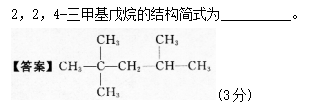 2，2，4-三甲基戊烷的结构简式为__________。
CH₃ CH₃
【答案】CH₃—C—CH₂—CH—CH₃
CH₃ (3分)